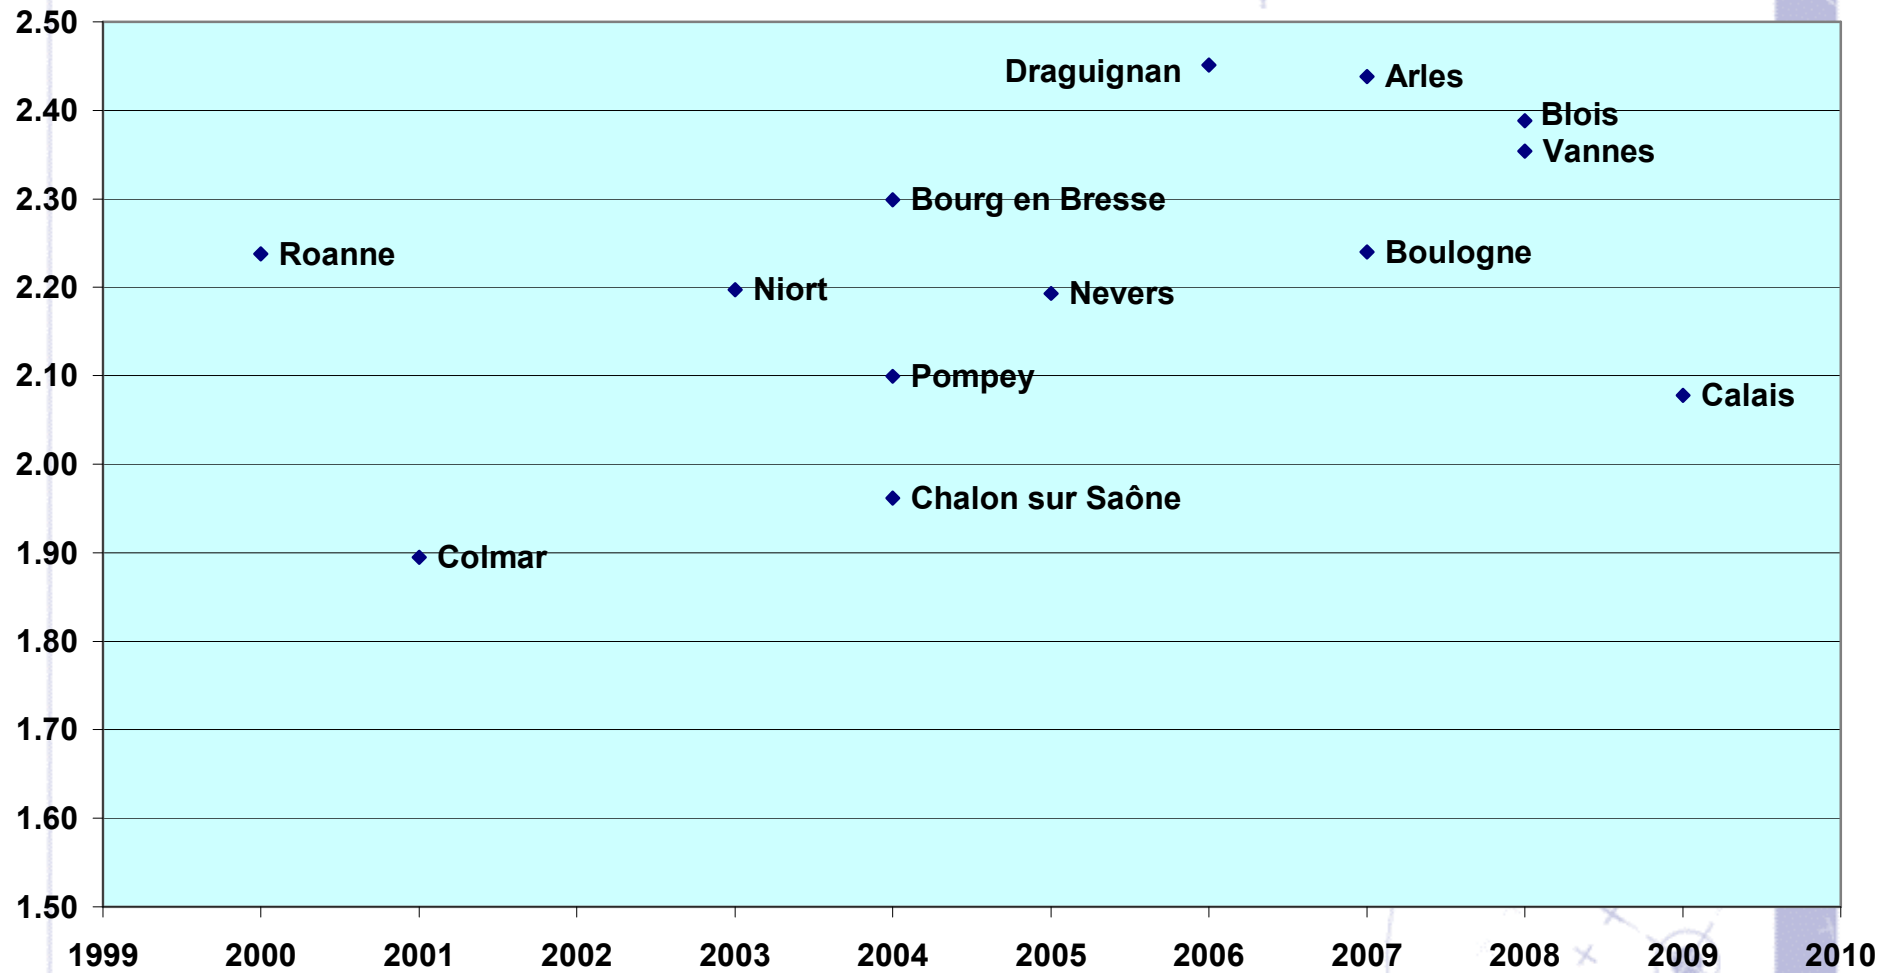 2.50
Draguignan
Arles
2.40
Blois
Vannes
2.30
Bourg en Bresse
Roanne
Boulogne
2.20
Niort
Nevers
2.10
Pompey
Calais
2.00
Chalon sur Saône
1.90
Colmar
1.80
1.70
1.60
1.50
1999 2000 2001 2002 2003 2004 2005 2006 2007 2008 2009 2010